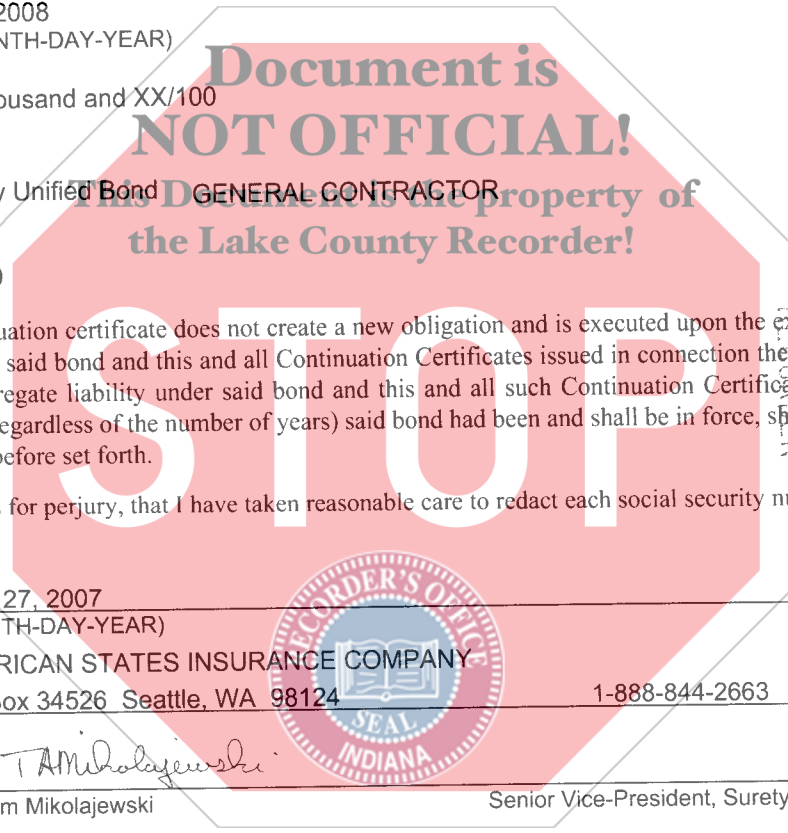 2008
NTH-DAY-YEAR)
Document is
ousand and XX/100
NOT OFFICIAL!
y Unified Bond GENERAL CONTRACTOR
This Document is the property of
the Lake County Recorder!
)
uation certificate does not create a new obligation and is executed upon the ex
said bond and this and all Continuation Certificates issued in connection the
regate liability under said bond and this and all such Continuation Certifica
egardless of the number of years) said bond had been and shall be in force, sh
before set forth.
STOP
for perjury, that I have taken reasonable care to redact each social security nu
RECORDER'S OFFICE
SEAL
INDIANA
27, 2007
TH-DAY-YEAR)
RICAN STATES INSURANCE COMPANY
ox 34526 Seattle, WA 98124 1-888-844-2663
TAMikolajewski
m Mikolajewski Senior Vice-President, Surety